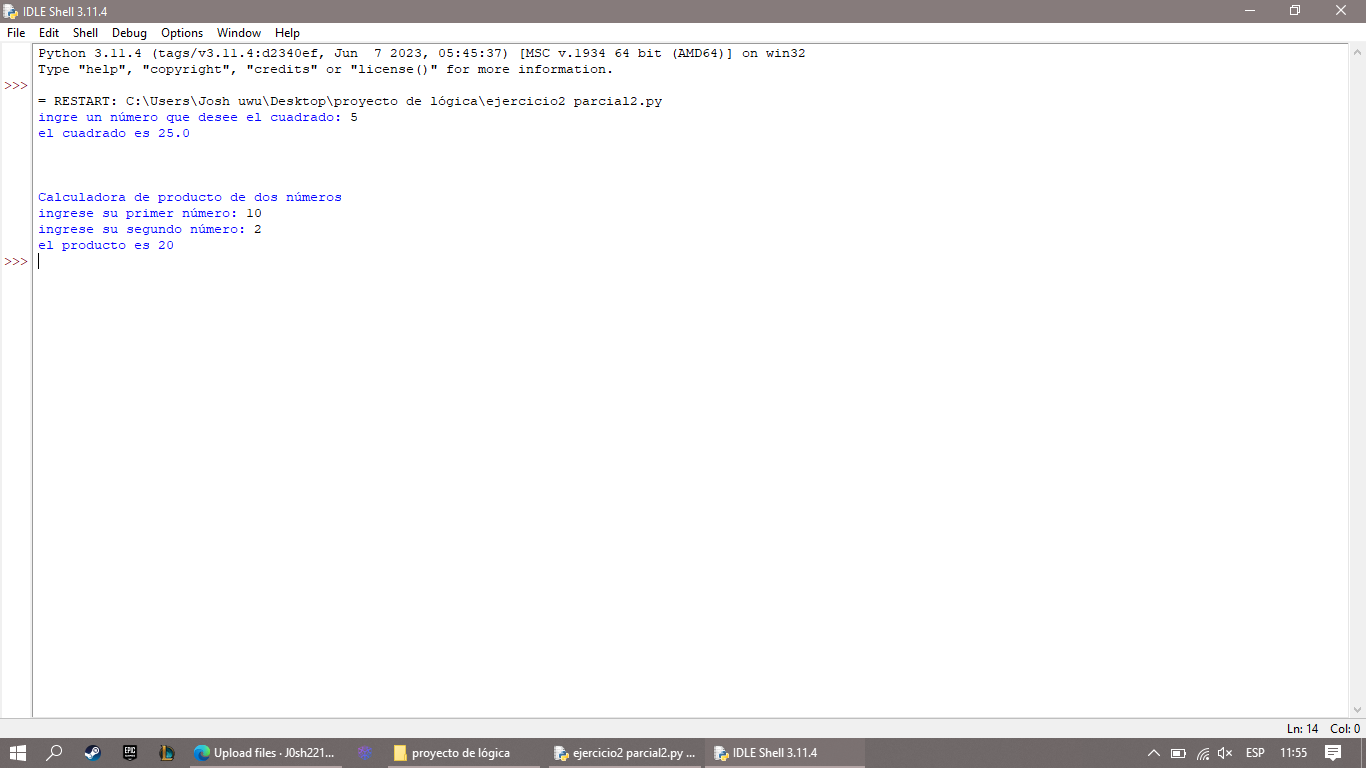 IDLE Shell 3.11.4
File Edit Shell Debug Options Window Help
Python 3.11.4 (tags/v3.11.4:d2340ef, Jun  7 2023, 05:45:37) [MSC v.1934 64 bit (AMD64)] on win32
Type "help", "copyright", "credits" or "license()" for more information.
>>>
= RESTART: C:\Users\Josh uwu\Desktop\proyecto de lógica\ejercicio2 parcial2.py
ingre un número que desee el cuadrado: 5
el cuadrado es 25.0
Calculadora de producto de dos números
ingrese su primer número: 10
ingrese su segundo número: 2
el producto es 20
>>>
Ln: 14 Col: 0
EPIC GAMES
Upload files · J0sh221...
proyecto de lógica
ejercicio2 parcial2.py ...
IDLE Shell 3.11.4
ESP
11:55